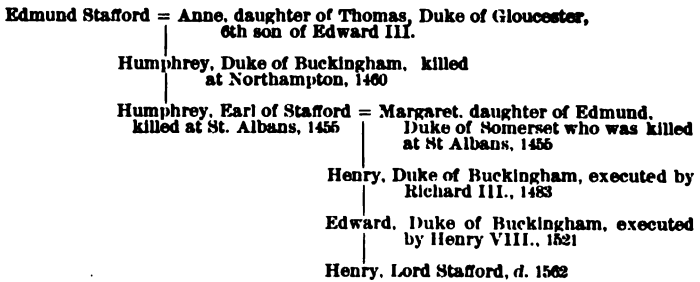 Edmund Stafford = Anne, daughter of Thomas, Duke of Gloucester,
6th son of Edward III.
Humphrey, Duke of Buckingham, killed
at Northampton, 1460
Humphrey, Earl of Stafford = Margaret, daughter of Edmund,
killed at St. Albans, 1455 Duke of Somerset who was killed
at St Albans, 1455
Henry, Duke of Buckingham, executed by
Richard III., 1483
Edward, Duke of Buckingham, executed
by Henry VIII., 1521
Henry, Lord Stafford, d. 1562